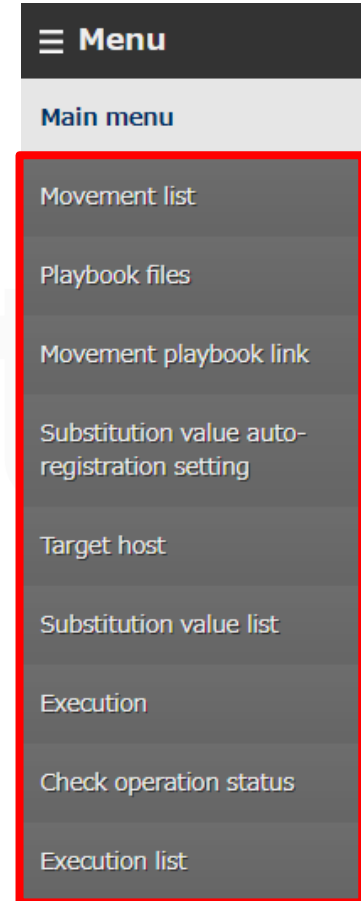 Menu
Main menu
Movement list
Playbook files
Movement playbook link
Substitution value auto-
registration setting
Target host
Substitution value list
Execution
Check operation status
Execution list